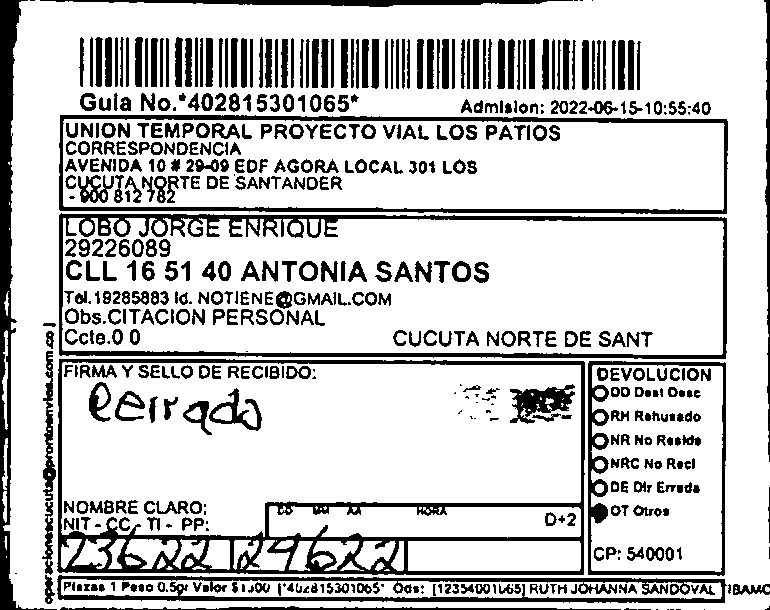 Guia No.*402815301065*
Admision: 2022-06-15-10:55:40
UNION TEMPORAL PROYECTO VIAL LOS PATIOS
CORRESPONDENCIA
AVENIDA 10 # 29-09 EDF AGORA LOCAL 301 LOS
CUCUTA NORTE DE SANTANDER
- 900 812 782
LOBO JORGE ENRIQUE
29226089
CLL 16 51 40 ANTONIA SANTOS
Tel.19285883 Id. NOTIENE@GMAIL.COM
Obs.CITACION PERSONAL
Ccte.0 0 CUCUTA NORTE DE SANT
operacionescucuta@prontoenvios.com.co
FIRMA Y SELLO DE RECIBIDO:
Cerrado
DEVOLUCION
DD Dest Desc
RH Rehusado
NR No Reside
NRC No Recl
DE Dir Errada
OT Otros
CP: 540001
NOMBRE CLARO:
NIT - CC - TI - PP:
DD MM AA HORA
D+2
23622 24622
Piezas 1 Peso 0.5gr Valor $1.300 [*402815301065* Ods: [12354001065] RUTH JOHANNA SANDOVAL